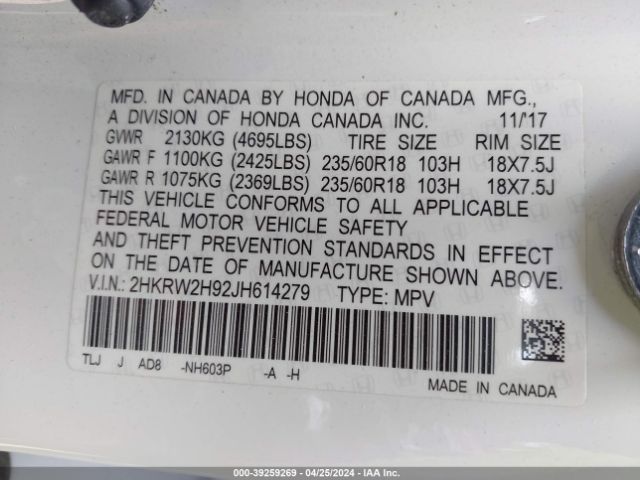 MFD. IN CANADA BY HONDA OF CANADA MFG.,
A DIVISION OF HONDA CANADA INC. 11/17
GVWR 2130KG (4695LBS) TIRE SIZE RIM SIZE
GAWR F 1100KG (2425LBS) 235/60R18 103H 18X7.5J
GAWR R 1075KG (2369LBS) 235/60R18 103H 18X7.5J
THIS VEHICLE CONFORMS TO ALL APPLICABLE
FEDERAL MOTOR VEHICLE SAFETY
AND THEFT PREVENTION STANDARDS IN EFFECT
ON THE DATE OF MANUFACTURE SHOWN ABOVE.
V.I.N.: 2HKRW2H92JH614279 TYPE: MPV
TLJ J AD8 -NH603P -A -H
MADE IN CANADA
000-39259269 - 04/25/2024 - IAA Inc.